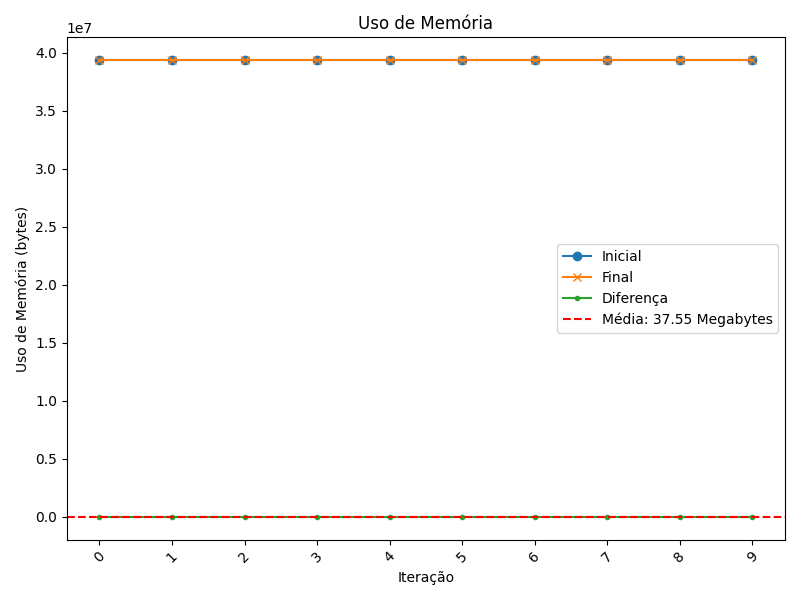 Uso de Memória
1e7
4.0
3.5
3.0
2.5
2.0
1.5
1.0
0.5
0.0
Uso de Memória (bytes)
Inicial
Final
Diferença
Média: 37.55 Megabytes
0 1 2 3 4 5 6 7 8 9
Iteração